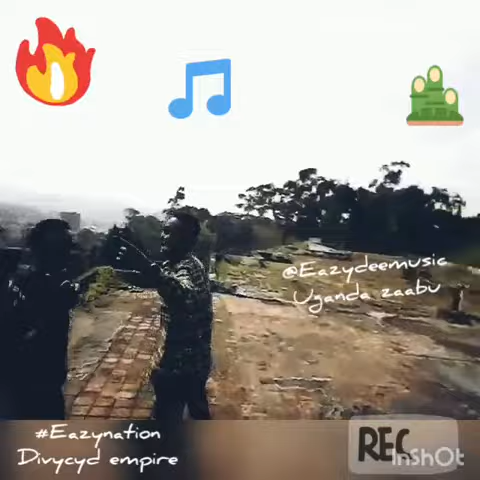 @Eazydeemusic
Uganda zaabu
#Eazynation
Divycyd empire
REC
InShOt